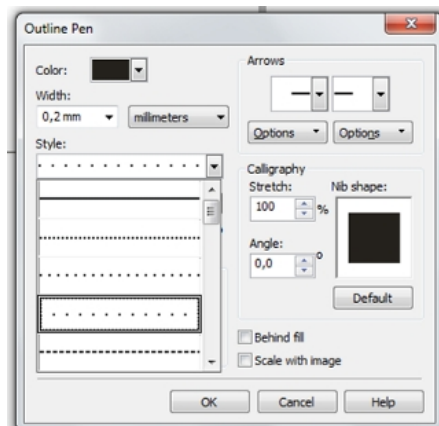 Outline Pen
Color:
Width:
0,2 mm
millimeters
Style:
Arrows
Options
Options
Calligraphy
Stretch:
100
%
Nib shape:
Angle:
0,0
°
Default
Behind fill
Scale with image
OK
Cancel
Help